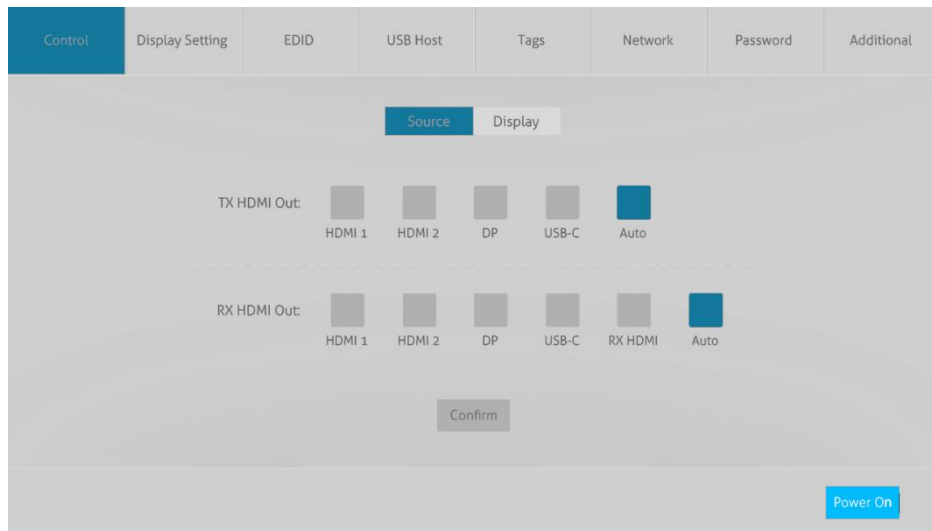 Control Display Setting EDID USB Host Tags Network Password Additional
Source Display
TX HDMI Out:
HDMI 1 HDMI 2 DP USB-C Auto
RX HDMI Out:
HDMI 1 HDMI 2 DP USB-C RX HDMI Auto
Confirm
Power On